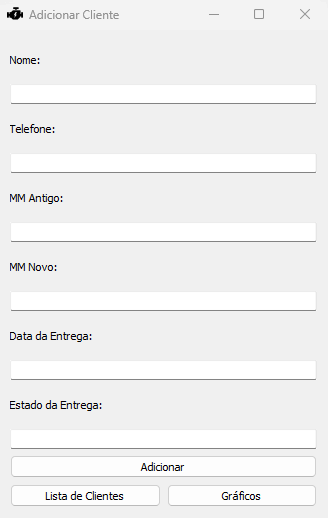 Adicionar Cliente
Nome:
Telefone:
MM Antigo:
MM Novo:
Data da Entrega:
Estado da Entrega:
Adicionar
Lista de Clientes
Gráficos